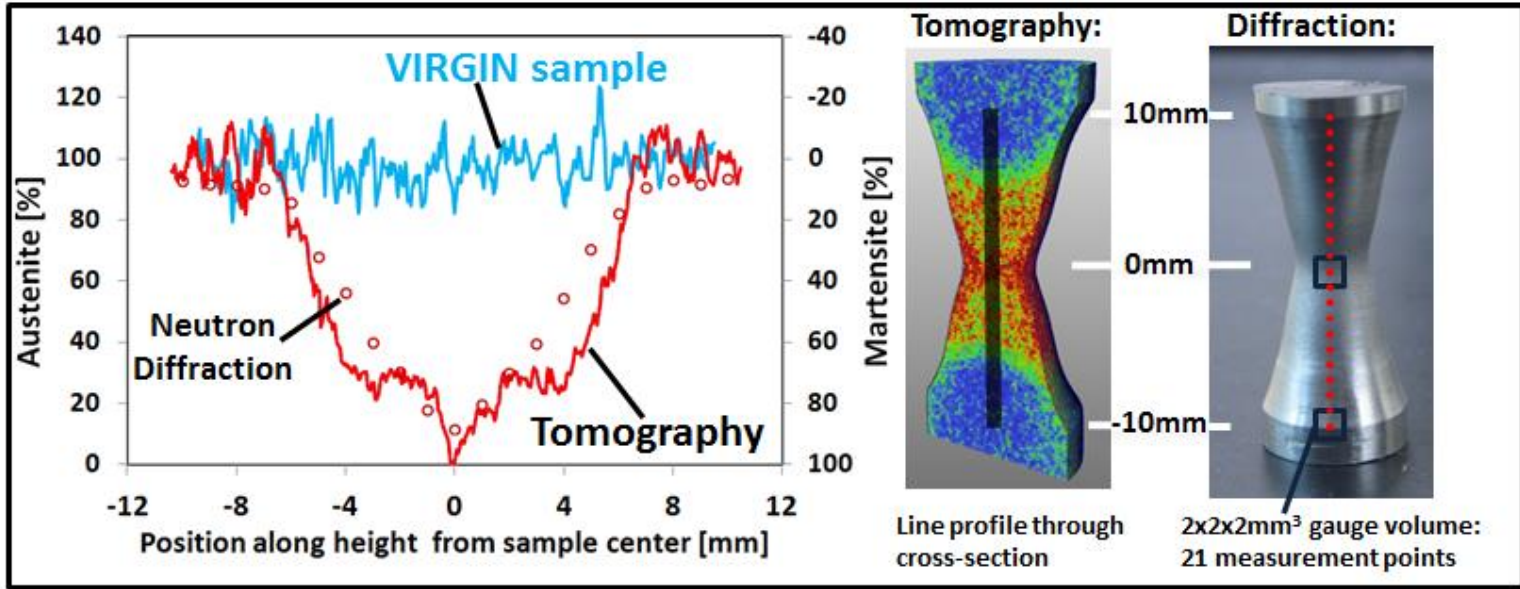 140
120
100
80
60
40
20
0
Austenite [%]
-12
-8
-4
0
4
8
12
Position along height from sample center [mm]
-40
-20
0
20
40
60
80
100
Martensite [%]
VIRGIN sample
Neutron
Diffraction
Tomography
Tomography:
Diffraction:
10mm
0mm
-10mm
Line profile through
cross-section
2x2x2mm³ gauge volume:
21 measurement points